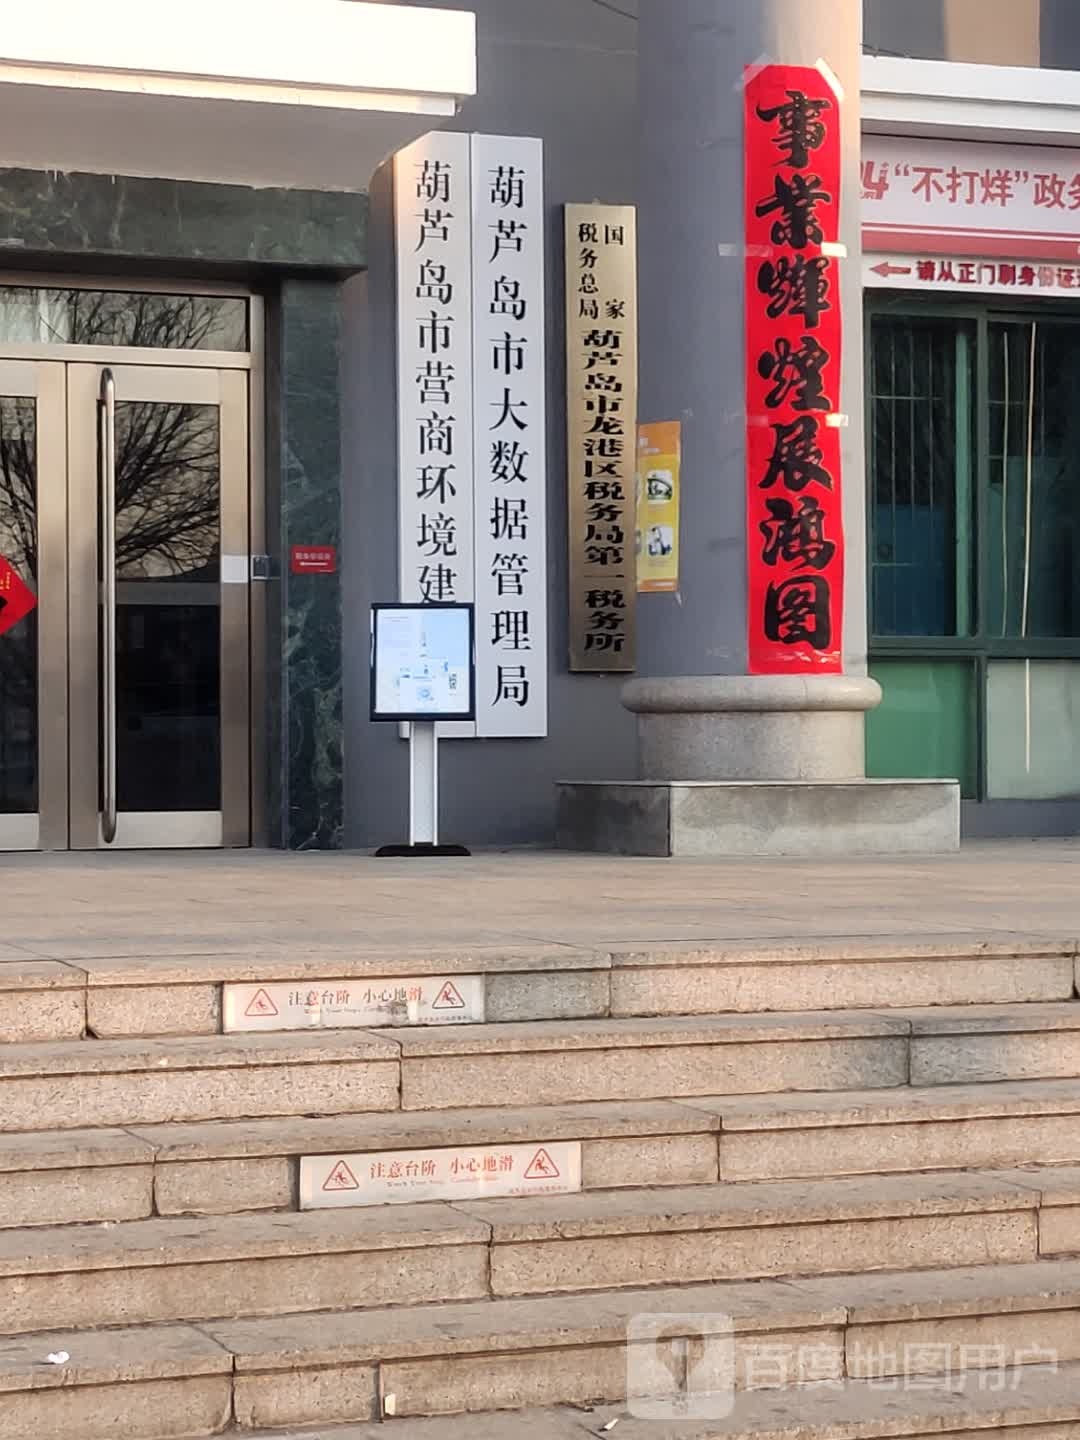 葫芦岛市营商环境建
葫芦岛市大数据管理局
国家
税务总局
葫芦岛市龙港区税务局第一税务所
事业辉煌展鸿图
24“不打烊”政务
请从正门刷身份证
注意台阶 小心地滑
注意台阶 小心地滑
百度地图用户